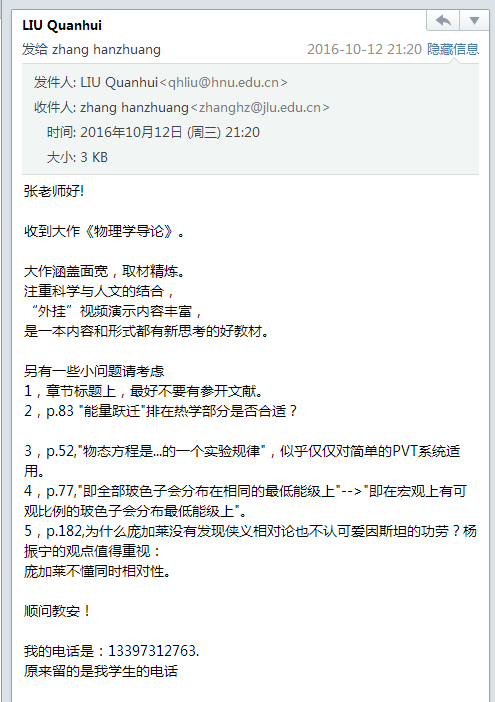 LIU Quanhui
发给 zhang hanzhuang 2016-10-12 21:20 隐藏信息
发件人: LIU Quanhui<qhliu@hnu.edu.cn>
收件人: zhang hanzhuang<zhanghz@jlu.edu.cn>
时间: 2016年10月12日 (周三) 21:20
大小: 3 KB
张老师好!
收到大作《物理学导论》。
大作涵盖面宽，取材精炼。
注重科学与人文的结合，
“外挂”视频演示内容丰富，
是一本内容和形式都有新思考的好教材。
另有一些小问题请考虑
1，章节标题上，最好不要有参开文献。
2，p.83 "能量跃迁"排在热学部分是否合适？
3，p.52,"物态方程是...的一个实验规律"，似乎仅仅对简单的PVT系统适
用。
4，p.77,"即全部玻色子会分布在相同的最低能级上"-->"即在宏观上有可
观比例的玻色子会分布最低能级上"。
5，p.182,为什么庞加莱没有发现侠义相对论也不认可爱因斯坦的功劳？杨
振宁的观点值得重视：
庞加莱不懂同时相对性。
顺问教安！
我的电话是：13397312763.
原来留的是我学生的电话